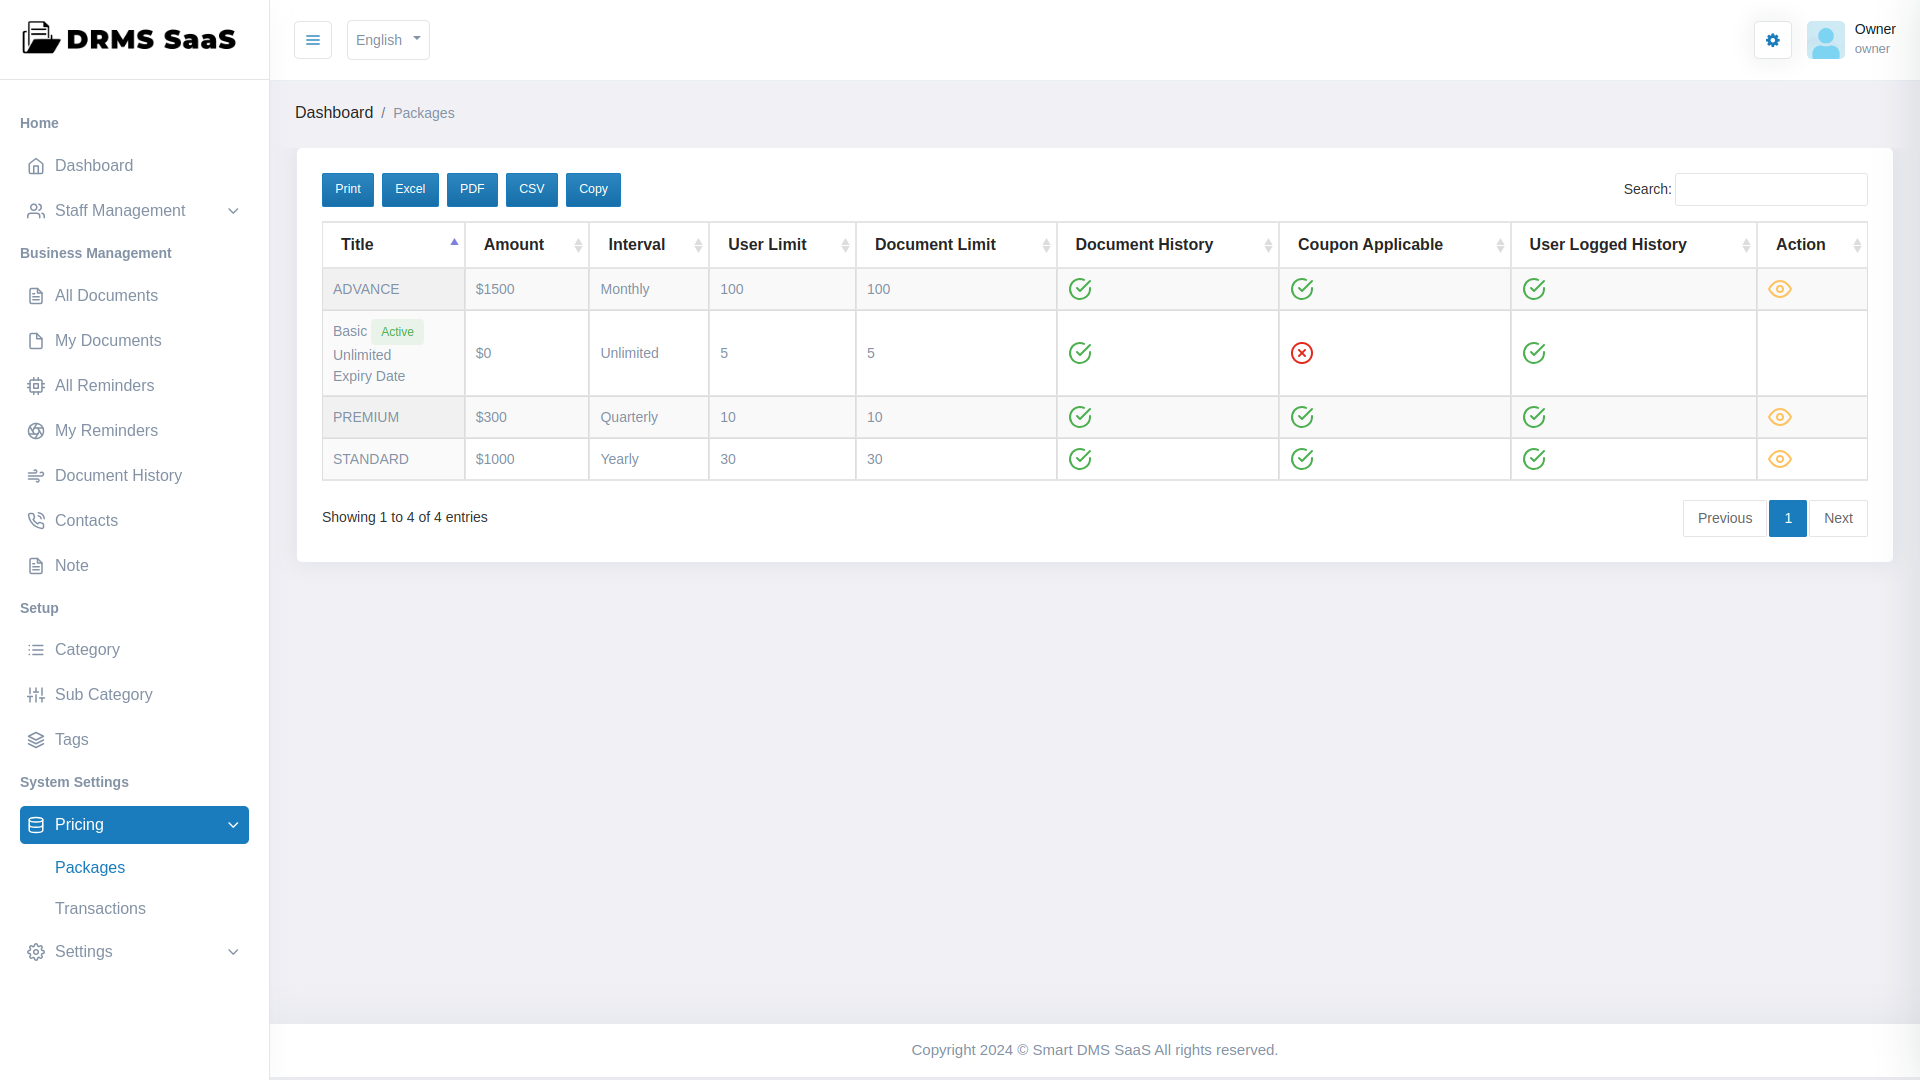 DRMS SaaS
English
Owner
owner
Home
Dashboard
Staff Management
Business Management
All Documents
My Documents
All Reminders
My Reminders
Document History
Contacts
Note
Setup
Category
Sub Category
Tags
System Settings
Pricing
Packages
Transactions
Settings
Dashboard / Packages
Print Excel PDF CSV Copy
Search:
Title Amount Interval User Limit Document Limit Document History Coupon Applicable User Logged History Action
ADVANCE $1500 Monthly 100 100
Basic Active
Unlimited
Expiry Date
$0 Unlimited 5 5
PREMIUM $300 Quarterly 10 10
STANDARD $1000 Yearly 30 30
Showing 1 to 4 of 4 entries
Previous 1 Next
Copyright 2024 © Smart DMS SaaS All rights reserved.